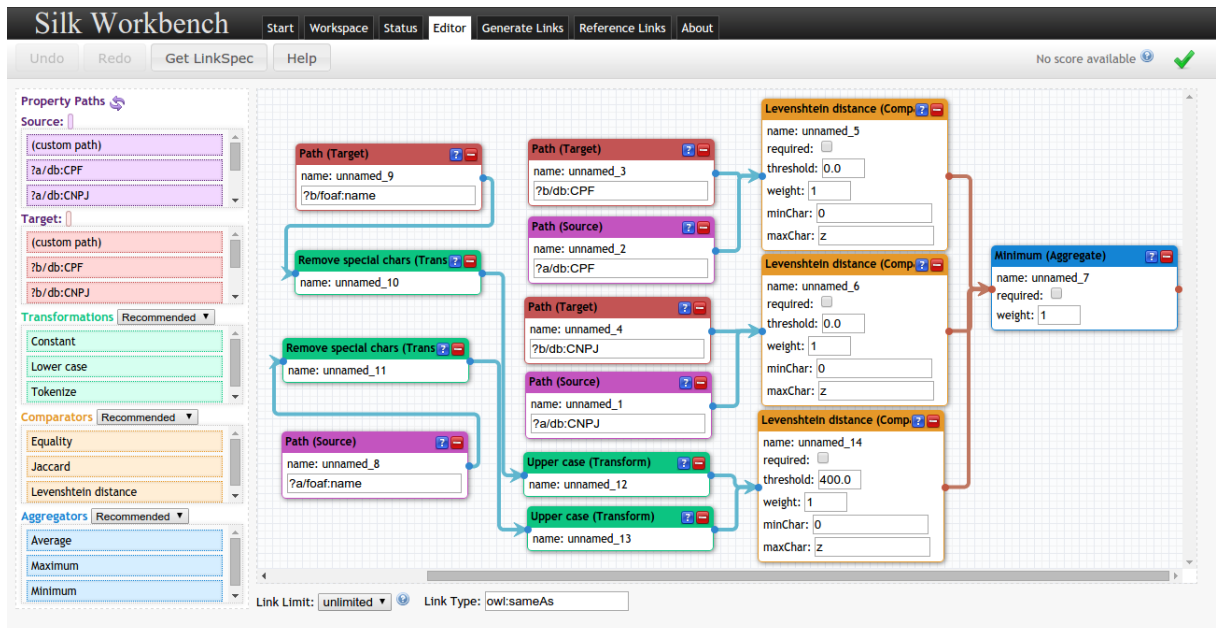 Silk Workbench
Start Workspace Status Editor Generate Links Reference Links About
Undo Redo Get LinkSpec Help
No score available
Property Paths
Source:
(custom path)
?a/db:CPF
?a/db:CNPJ
Target:
(custom path)
?b/db:CPF
?b/db:CNPJ
Transformations Recommended
Constant
Lower case
Tokenize
Comparators Recommended
Equality
Jaccard
Levenshtein distance
Aggregators Recommended
Average
Maximum
Minimum
Path (Target)
name: unnamed_9
?b/foaf:name
Remove special chars (Trans
name: unnamed_10
Remove special chars (Trans
name: unnamed_11
Path (Source)
name: unnamed_8
?a/foaf:name
Path (Target)
name: unnamed_3
?b/db:CPF
Path (Source)
name: unnamed_2
?a/db:CPF
Path (Target)
name: unnamed_4
?b/db:CNPJ
Path (Source)
name: unnamed_1
?a/db:CNPJ
Upper case (Transform)
name: unnamed_12
Upper case (Transform)
name: unnamed_13
Levenshtein distance (Comp
name: unnamed_5
required:
threshold: 0.0
weight: 1
minChar: 0
maxChar: z
Levenshtein distance (Comp
name: unnamed_6
required:
threshold: 0.0
weight: 1
minChar: 0
maxChar: z
Levenshtein distance (Comp
name: unnamed_14
required:
threshold: 400.0
weight: 1
minChar: 0
maxChar: z
Minimum (Aggregate)
name: unnamed_7
required:
weight: 1
Link Limit: unlimited Link Type: owl:sameAs